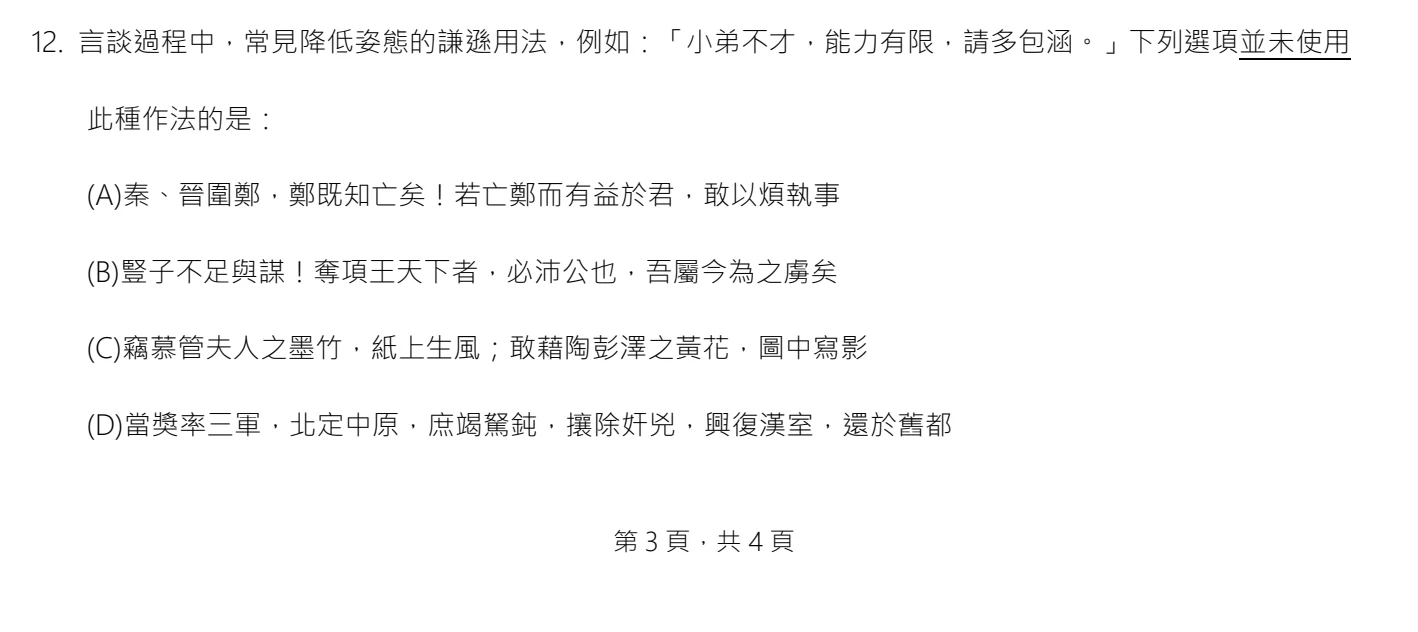 12. 言談過程中，常見降低姿態的謙遜用法，例如：「小弟不才，能力有限，請多包涵。」下列選項並未使用
此種作法的是：
(A)秦、晉圍鄭，鄭既知亡矣！若亡鄭而有益於君，敢以煩執事
(B)豎子不足與謀！奪項王天下者，必沛公也，吾屬今為之虜矣
(C)竊慕管夫人之墨竹，紙上生風；敢藉陶彭澤之黃花，圖中寫影
(D)當獎率三軍，北定中原，庶竭駑鈍，攘除奸兇，興復漢室，還於舊都
第 3 頁，共 4 頁